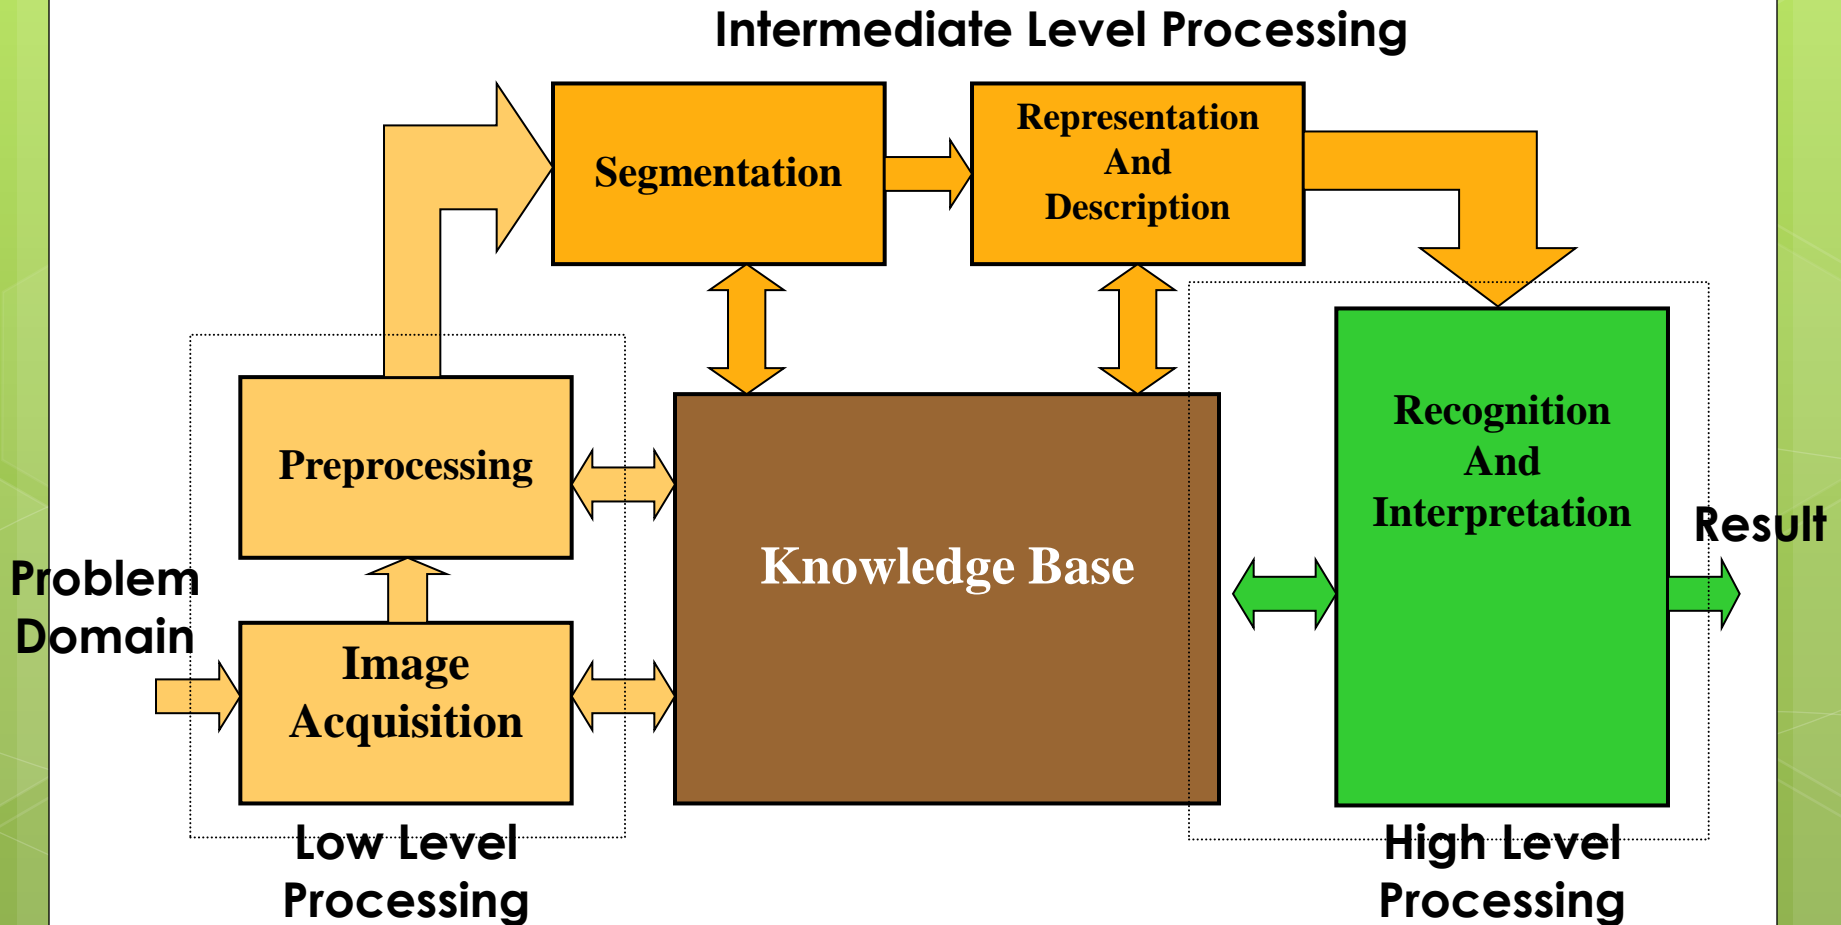 Intermediate Level Processing
Segmentation
Representation
And
Description
Preprocessing
Recognition
And
Interpretation
Knowledge Base
Result
Problem
Domain
Image
Acquisition
Low Level
Processing
High Level
Processing